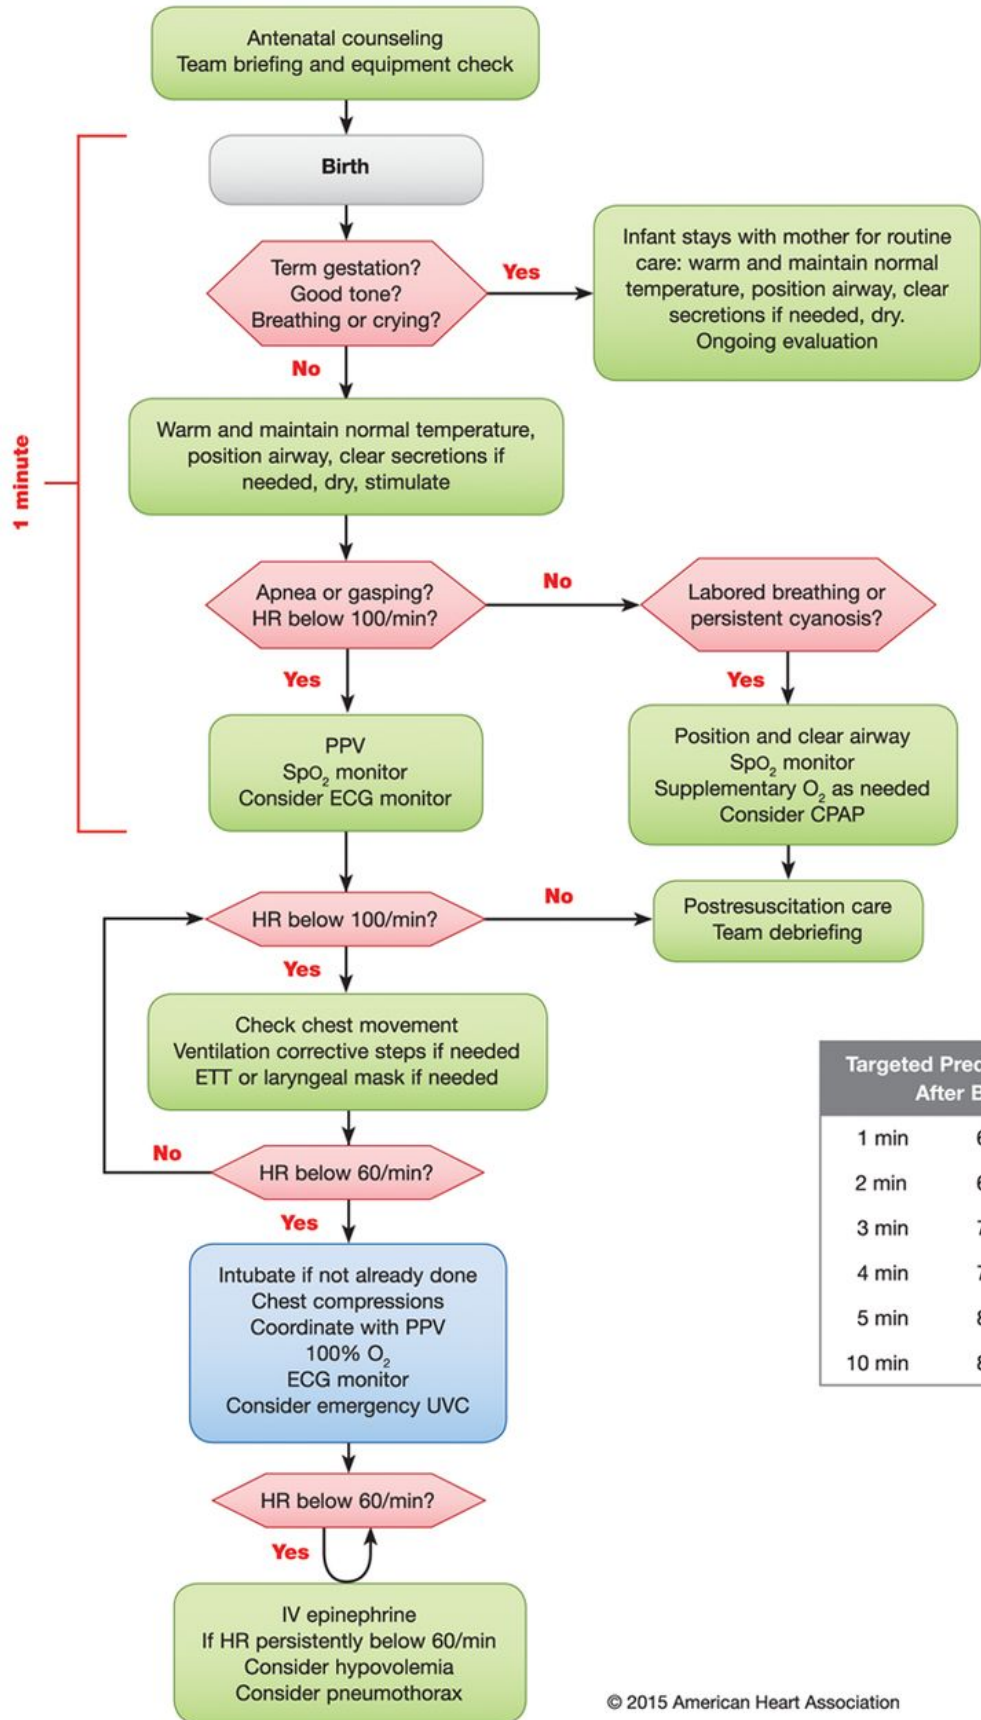 Antenatal counseling
Team briefing and equipment check
Birth
Term gestation?
Good tone?
Breathing or crying?
Yes
Infant stays with mother for routine
care: warm and maintain normal
temperature, position airway, clear
secretions if needed, dry.
Ongoing evaluation
No
Warm and maintain normal temperature,
position airway, clear secretions if
needed, dry, stimulate
1 minute
Apnea or gasping?
HR below 100/min?
No
Labored breathing or
persistent cyanosis?
Yes
Yes
PPV
SpO₂ monitor
Consider ECG monitor
Position and clear airway
SpO₂ monitor
Supplementary O₂ as needed
Consider CPAP
HR below 100/min?
No
Postresuscitation care
Team debriefing
Yes
Check chest movement
Ventilation corrective steps if needed
ETT or laryngeal mask if needed
No
HR below 60/min?
Yes
Intubate if not already done
Chest compressions
Coordinate with PPV
100% O₂
ECG monitor
Consider emergency UVC
HR below 60/min?
Yes
IV epinephrine
If HR persistently below 60/min
Consider hypovolemia
Consider pneumothorax
Targeted
After
1 min
2 min
3 min
4 min
5 min
10 min
© 2015 American Heart Association